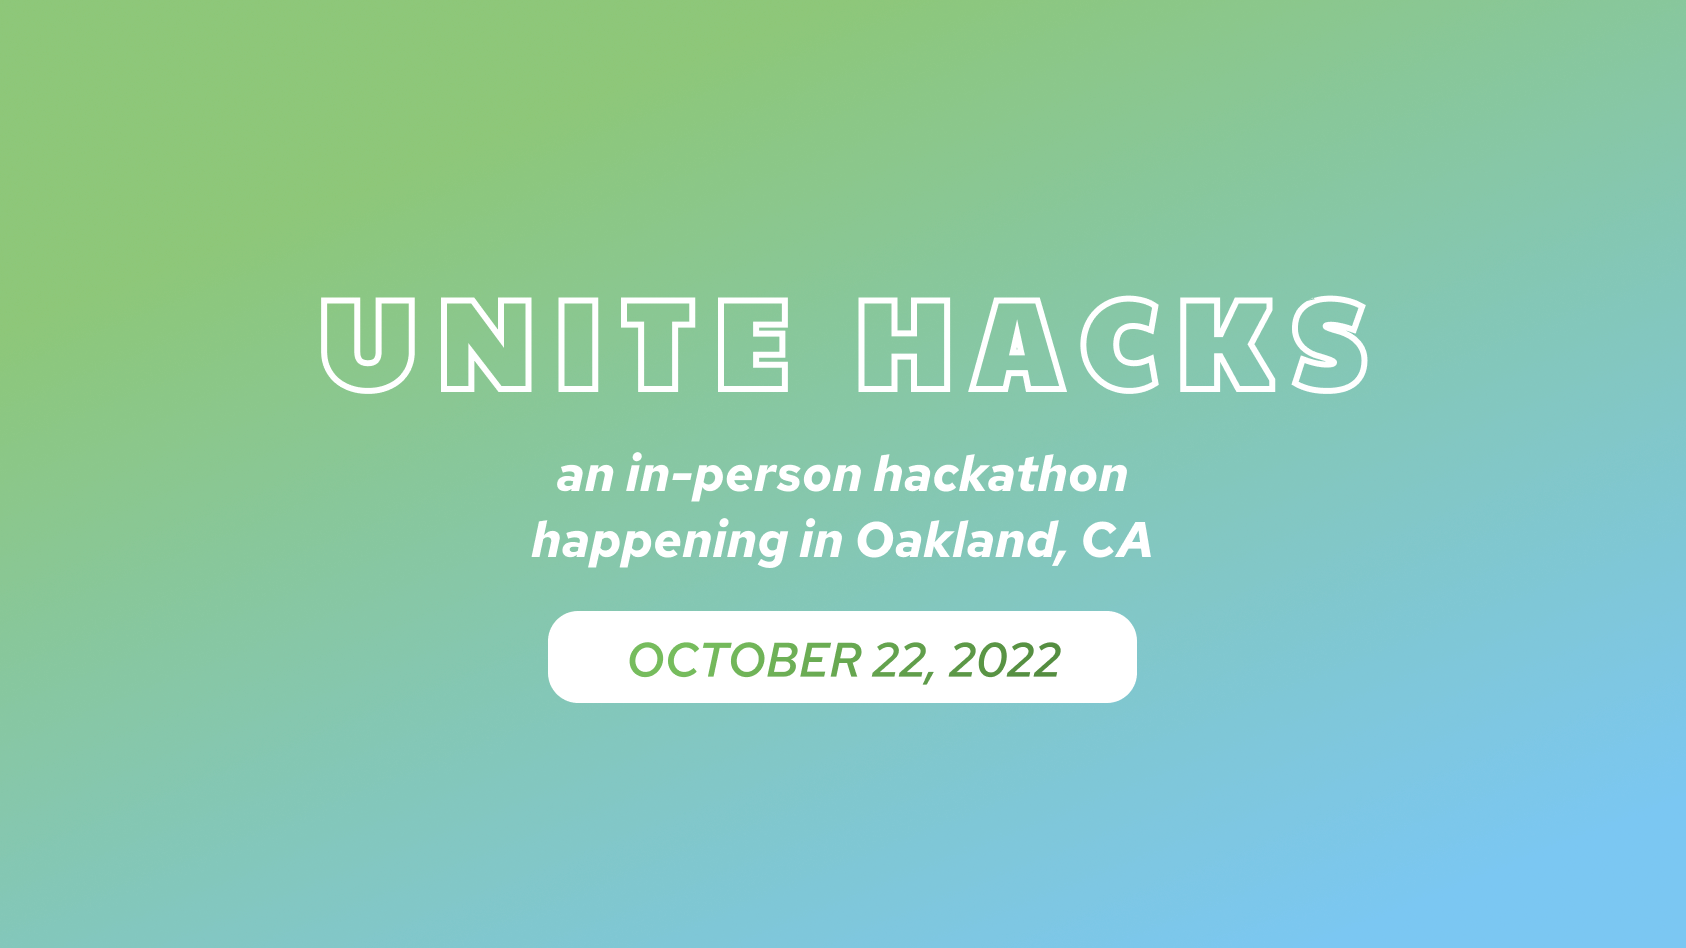 UNITE HACKS
an in-person hackathon
happening in Oakland, CA
OCTOBER 22, 2022